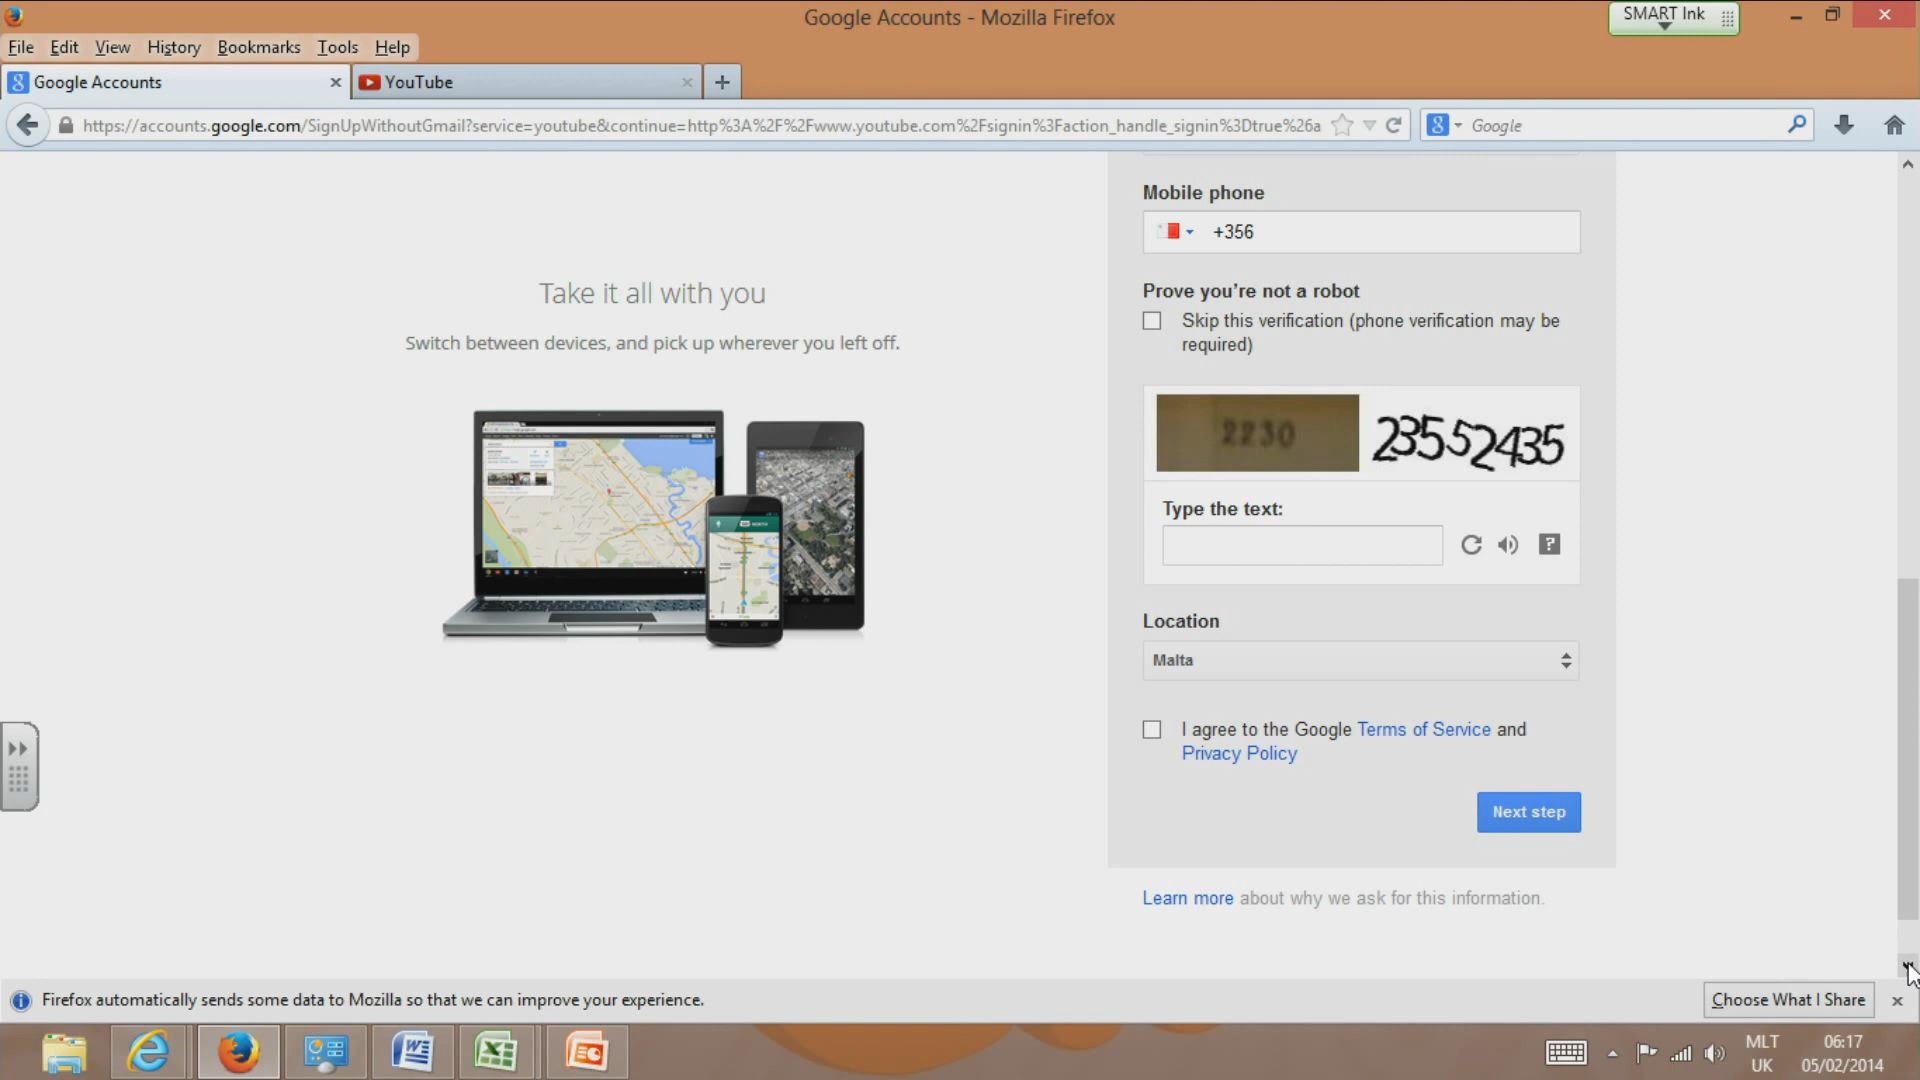 Google Accounts - Mozilla Firefox
SMART Ink
File Edit View History Bookmarks Tools Help
Google Accounts
YouTube
https://accounts.google.com/SignUpWithoutGmail?service=youtube&continue=http%3A%2F%2Fwww.youtube.com%2Fsignin%3Faction_handle_signin%3Dtrue%26a
Google
Take it all with you
Switch between devices, and pick up wherever you left off.
Mobile phone
+356
Prove you're not a robot
Skip this verification (phone verification may be
required)
2230
23552435
Type the text:
Location
Malta
I agree to the Google Terms of Service and
Privacy Policy
Next step
Learn more about why we ask for this information.
Firefox automatically sends some data to Mozilla so that we can improve your experience.
Choose What I Share
MLT
UK
06:17
05/02/2014